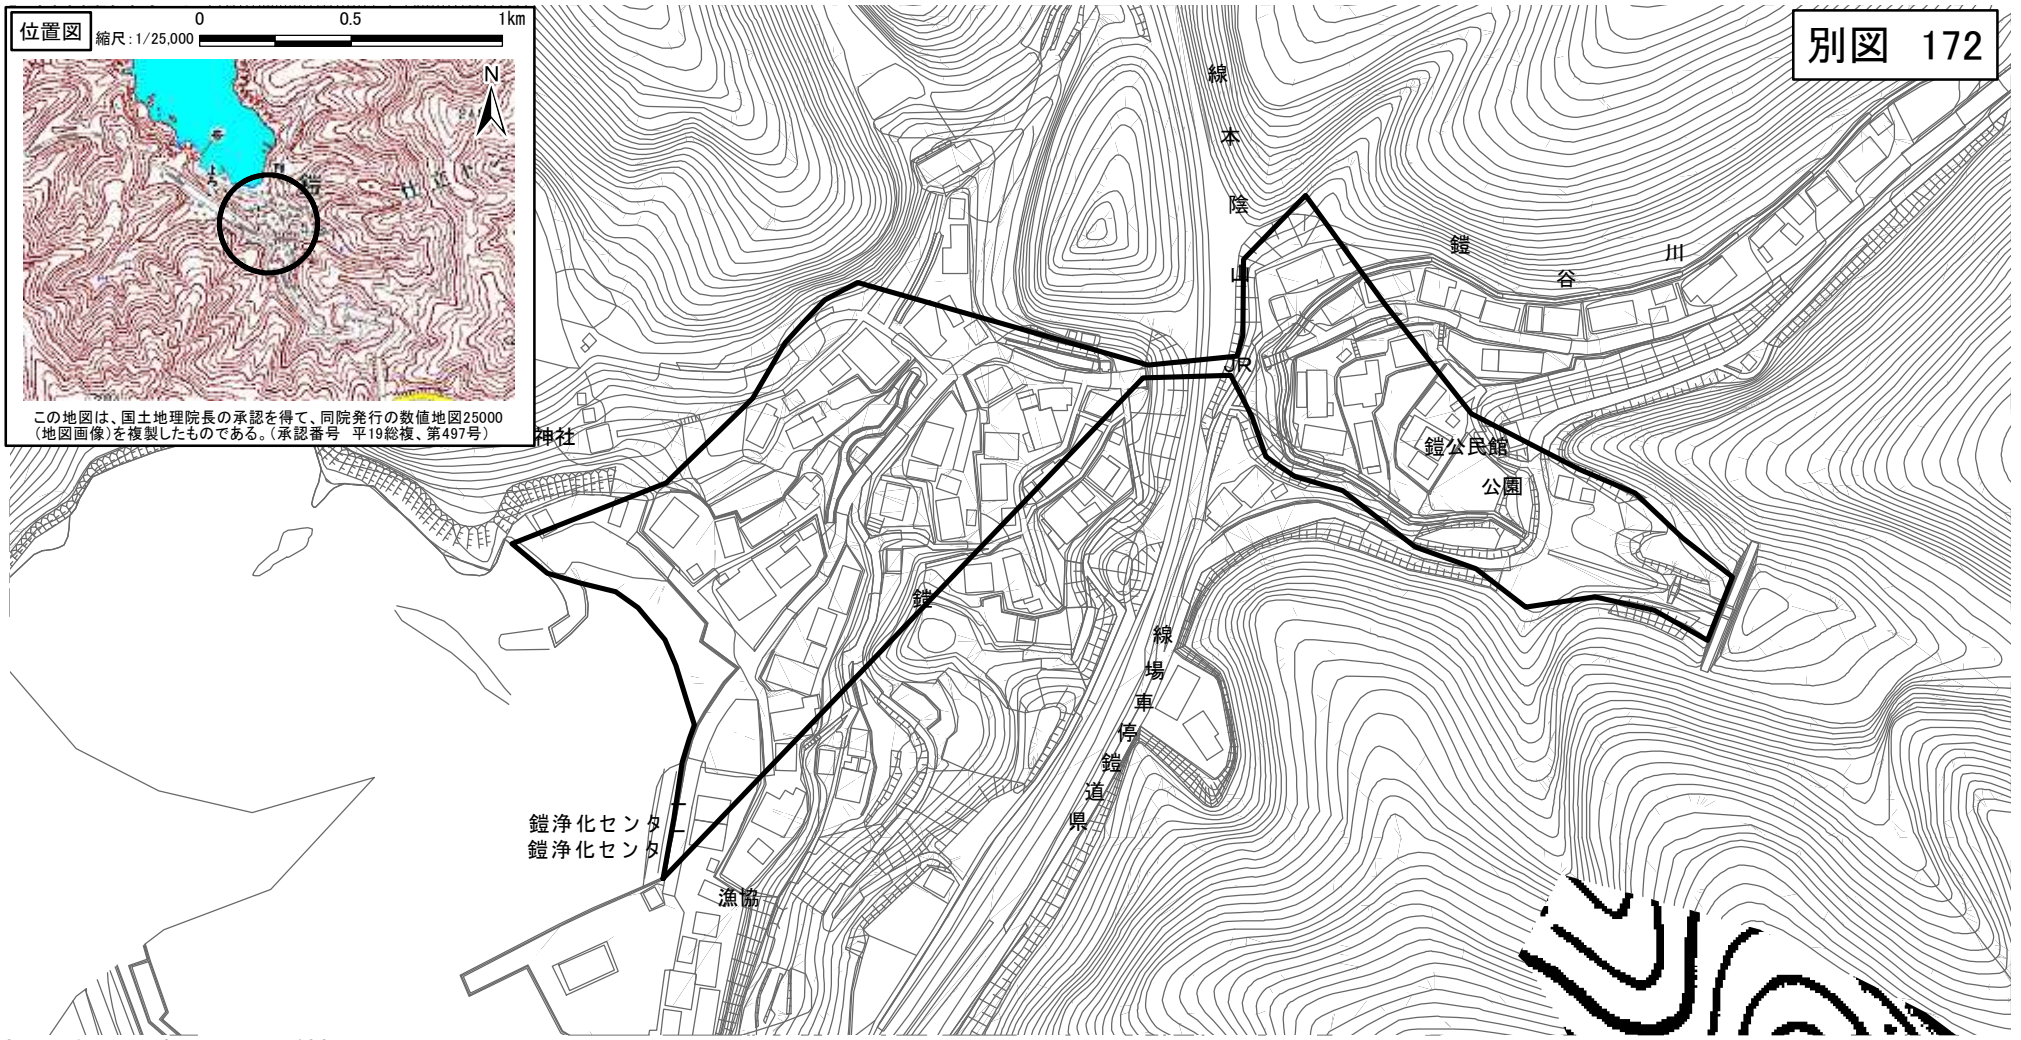 位置図
縮尺:1/25,000
0 0.5 1km
N
鎧
この地図は、国土地理院長の承認を得て、同院発行の数値地図25000
(地図画像)を複製したものである。(承認番号 平19総複、第497号)
別図 172
線
本
陰
山
JR
鎧
谷
川
神社
鎧公民館
公園
鎧
線
場
車
停
鎧
道
県
鎧浄化センター
鎧浄化センター
漁協